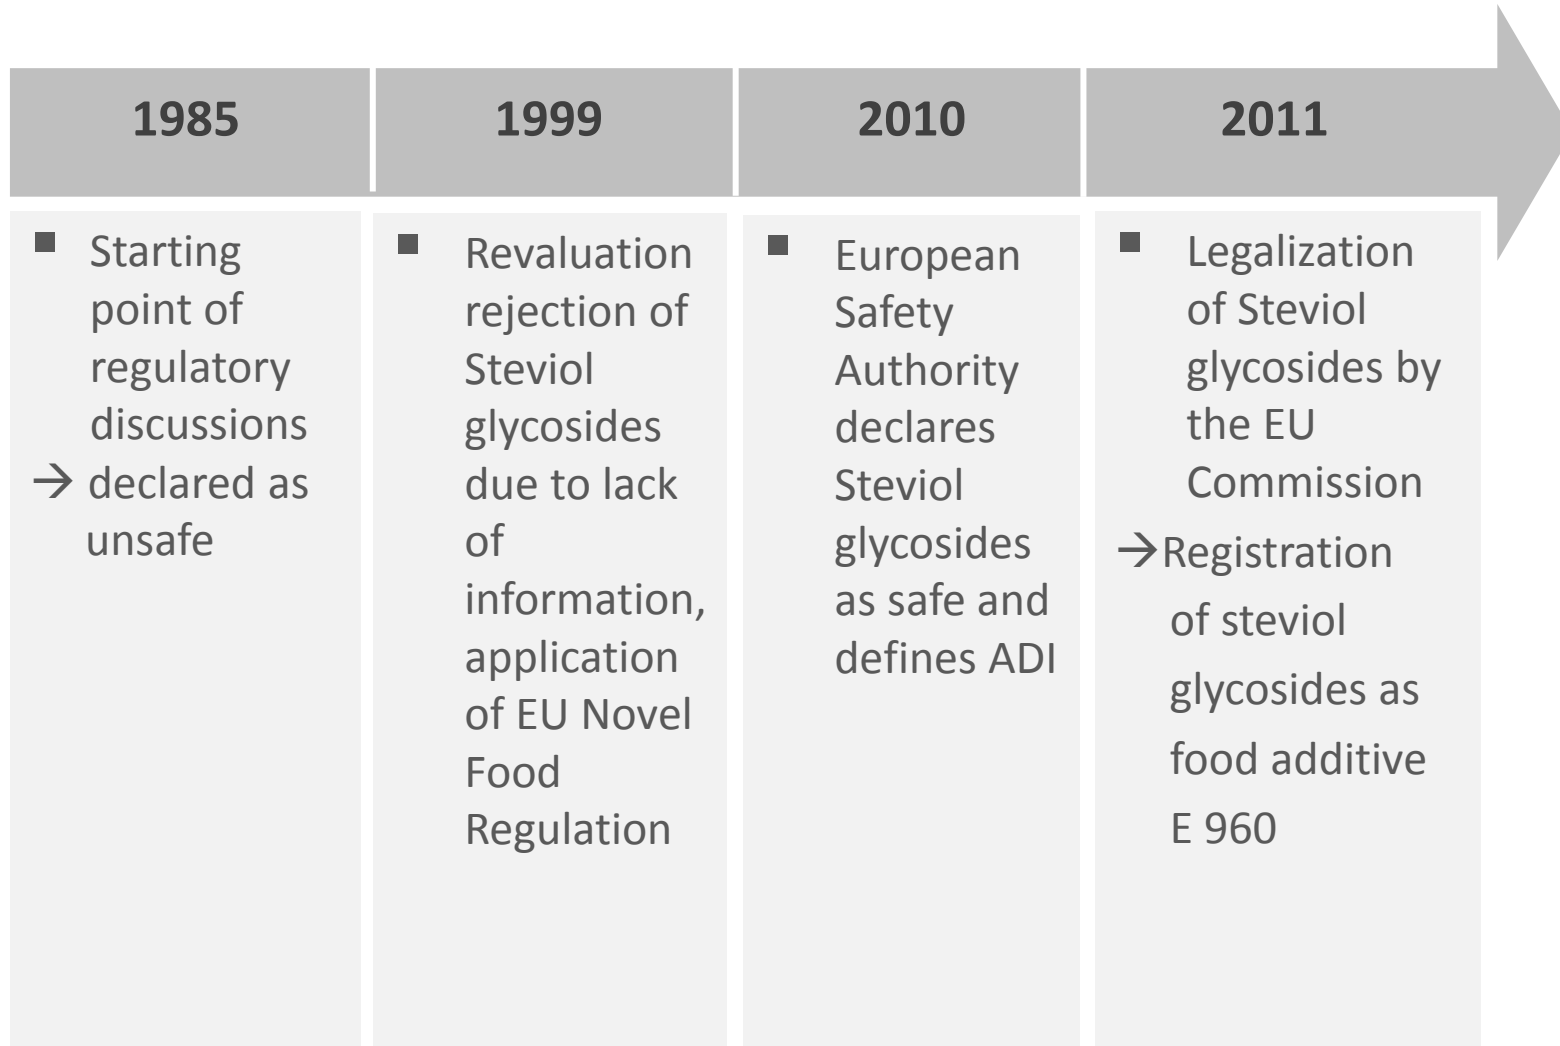 1985
1999
2010
2011
■ Starting
point of
regulatory
discussions
→ declared as
unsafe
■ Revaluation
rejection of
Steviol
glycosides
due to lack
of
information,
application
of EU Novel
Food
Regulation
■ European
Safety
Authority
declares
Steviol
glycosides
as safe and
defines ADI
■ Legalization
of Steviol
glycosides by
the EU
Commission
→Registration
of steviol
glycosides as
food additive
E 960